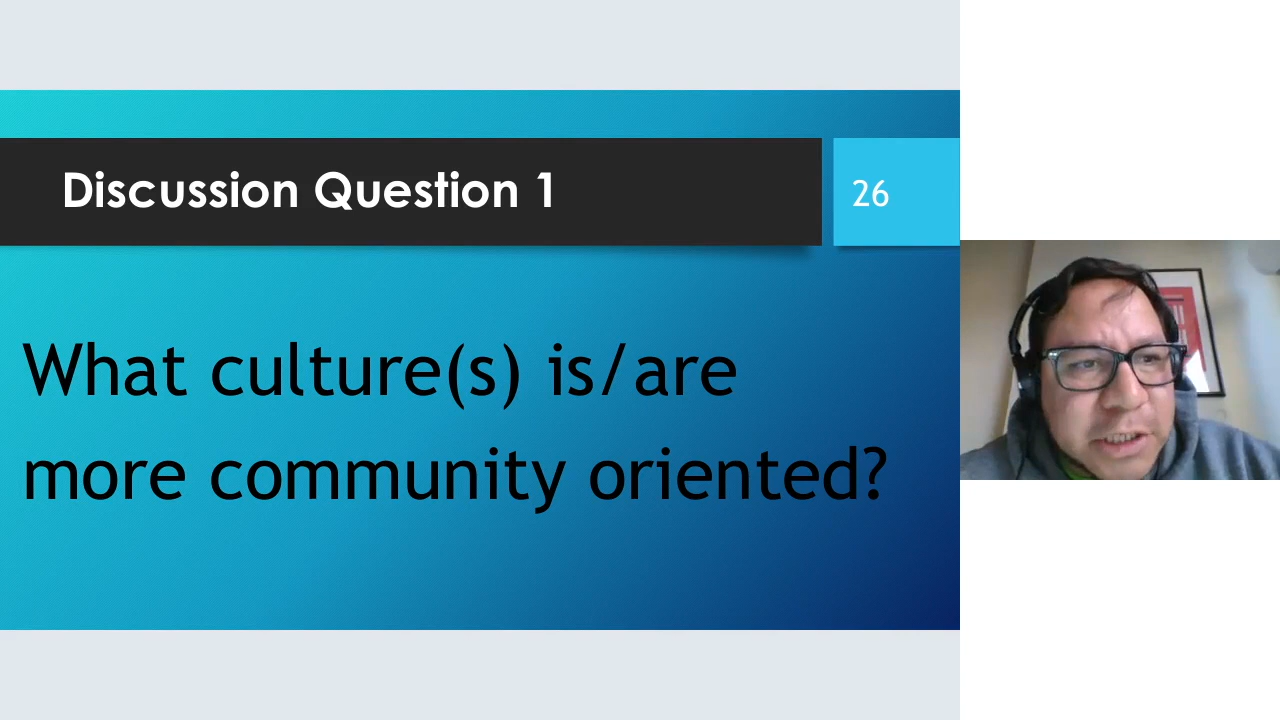 Discussion Question 1
26
What culture(s) is/are
more community oriented?